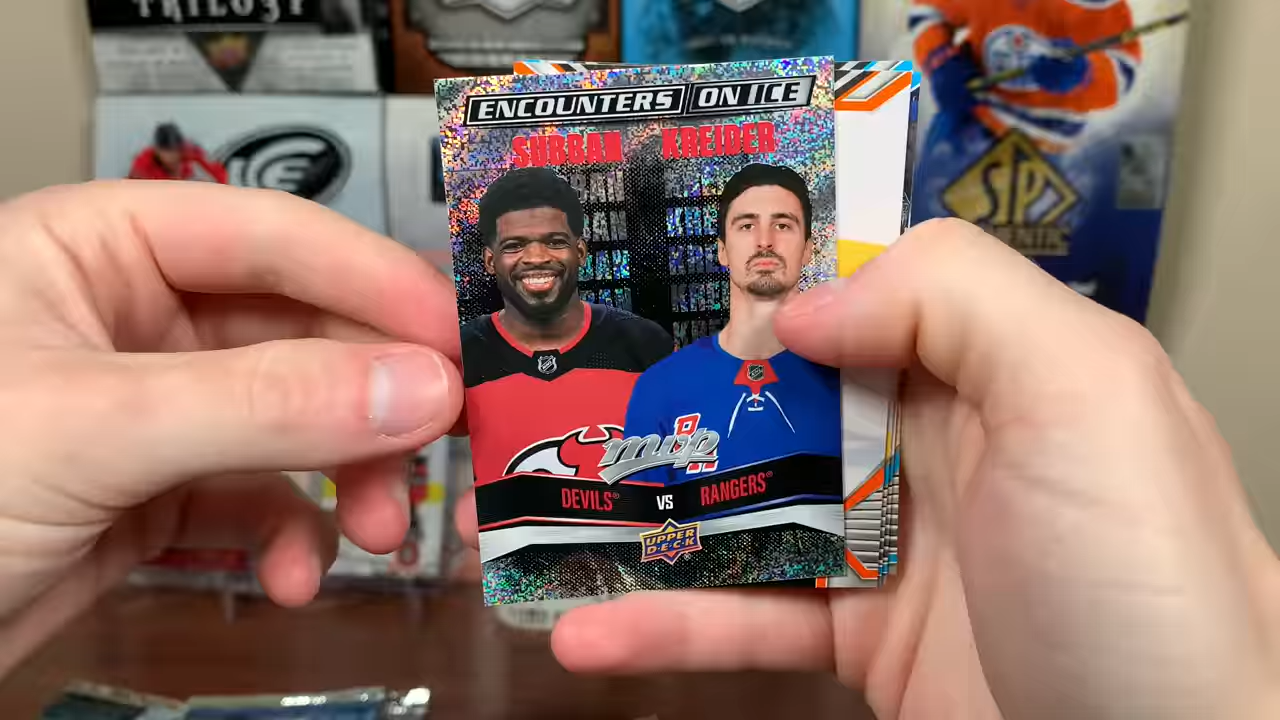 TRILOGY
ICE
ENCOUNTERS ON ICE
SUBBAN KREIDER
mvp
DEVILS® VS RANGERS®
UPPER
DECK
SP